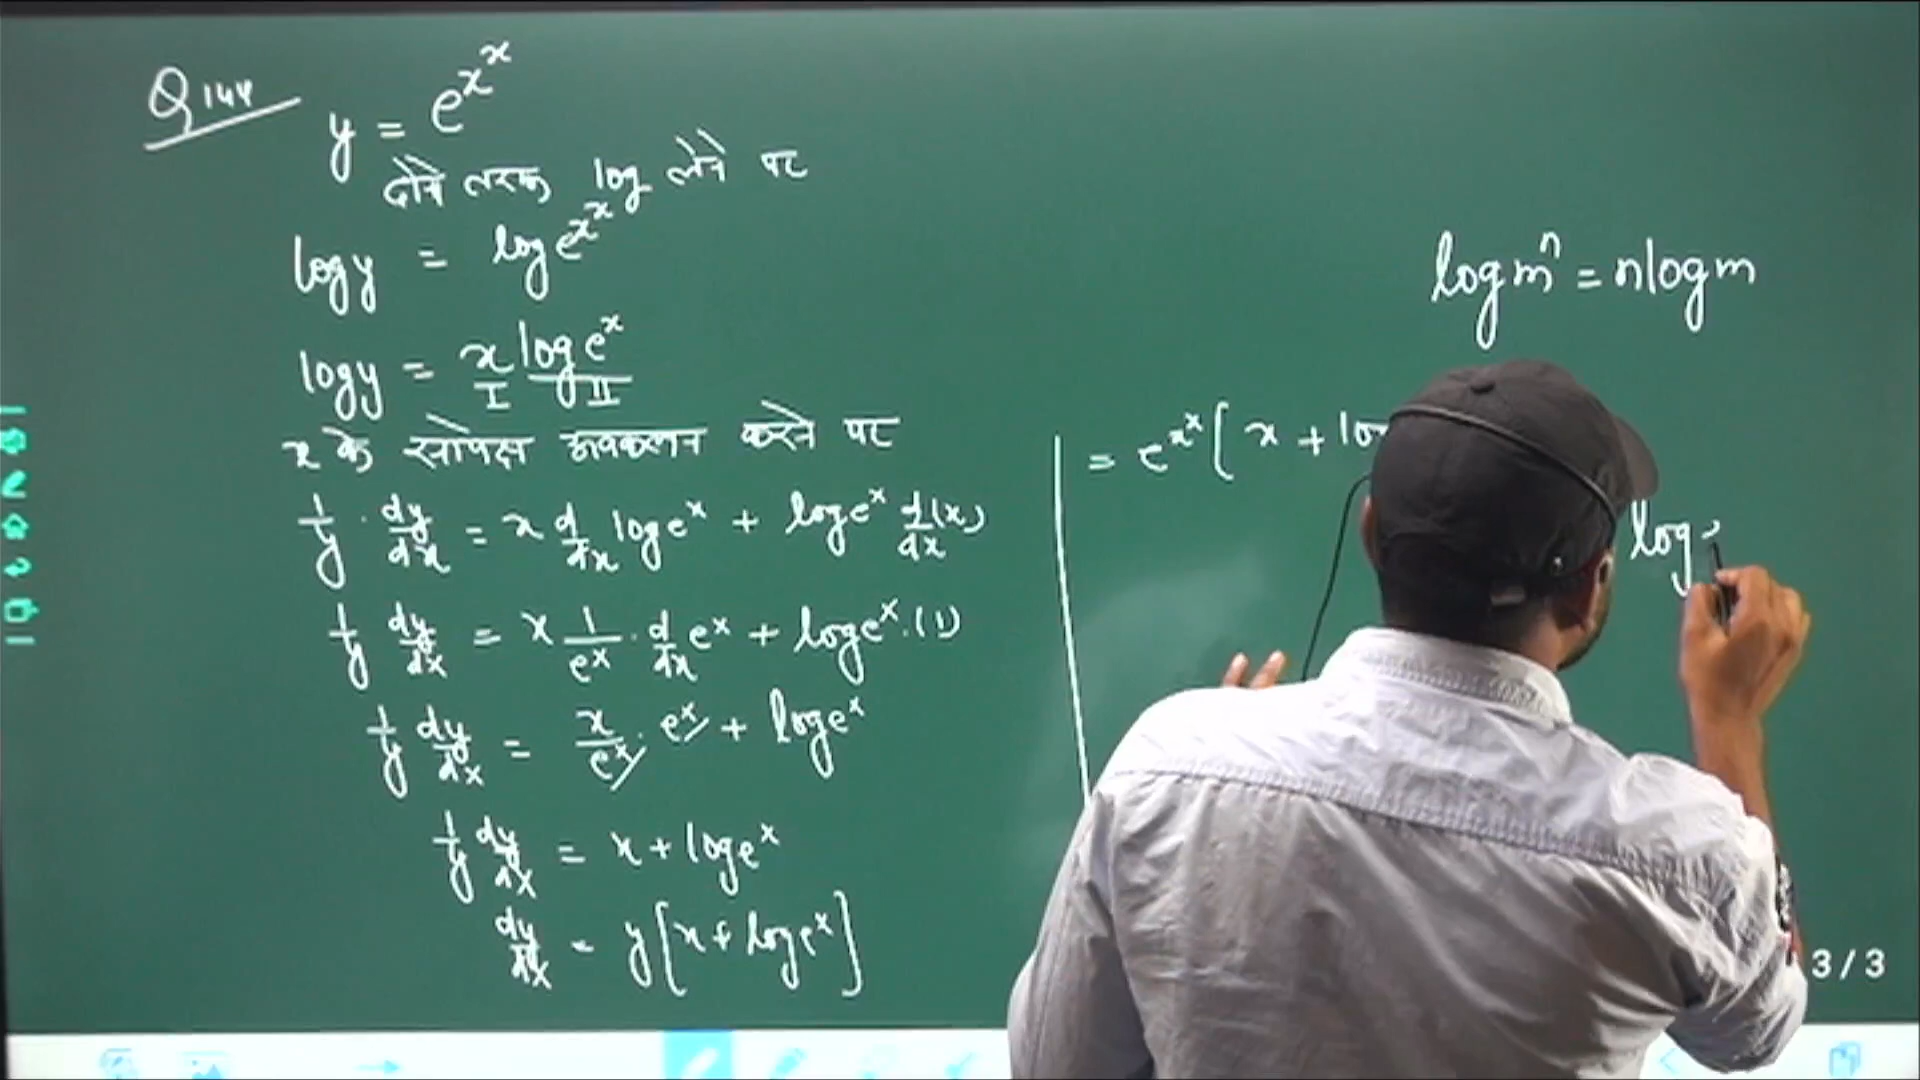 Q 144
y = e^{x^x}
दोनो तरफ log लेने पर
log y = log e^{x^x}
log y = x log e^x
I II
x के सापेक्ष अवकलन करने पर
1/y · dy/dx = x d/dx log e^x + log e^x d(x)/dx
1/y dy/dx = x 1/e^x · d/dx e^x + log e^x · (1)
1/y dy/dx = x/e^x · e^x + log e^x
1/y dy/dx = x + log e^x
dy/dx = y[x + log e^x]
log m^n = n log m
= e^{x^x} [x + lo
log
3/3